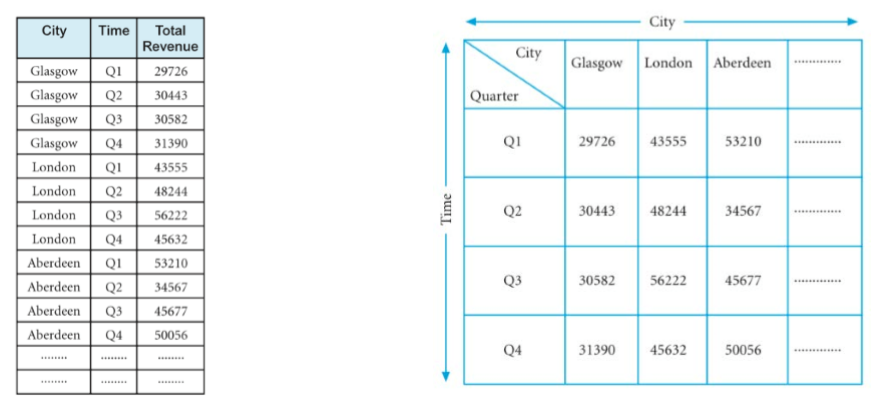 City Time Total Revenue
Glasgow Q1 29726
Glasgow Q2 30443
Glasgow Q3 30582
Glasgow Q4 31390
London Q1 43555
London Q2 48244
London Q3 56222
London Q4 45632
Aberdeen Q1 53210
Aberdeen Q2 34567
Aberdeen Q3 45677
Aberdeen Q4 50056
........ ........ ........
........ ........ ........
City
City
Quarter
Glasgow London Aberdeen .............
Time
Q1 29726 43555 53210 .............
Q2 30443 48244 34567 .............
Q3 30582 56222 45677 .............
Q4 31390 45632 50056 .............